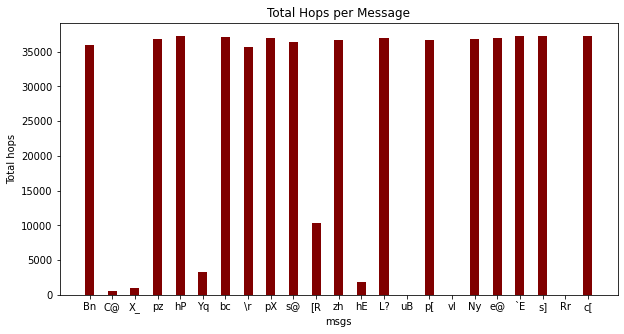 Total Hops per Message
Total hops
35000
30000
25000
20000
15000
10000
5000
0
Bn C@ X_ pz hP Yq bc \r pX s@ [R zh hE L? uB p[ vl Ny e@ `E s] Rr c[
msgs